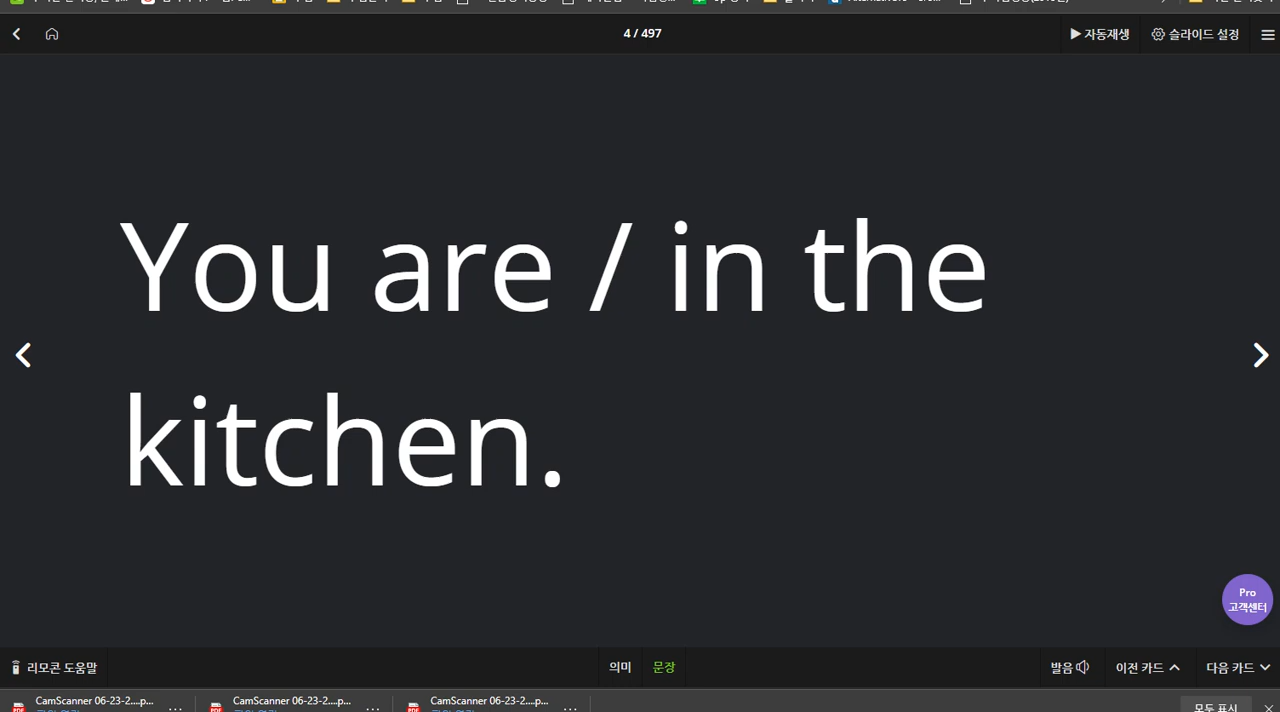 4 / 497
자동재생
슬라이드 설정
You are / in the
kitchen.
Pro
고객센터
리모콘 도움말
의미
문장
발음
이전 카드
다음 카드
CamScanner 06-23-2....p...
CamScanner 06-23-2....p...
CamScanner 06-23-2....p...
모두 표시